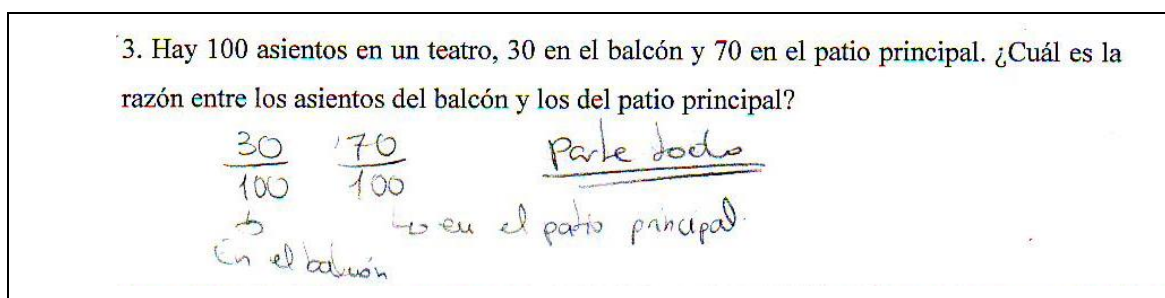 3. Hay 100 asientos en un teatro, 30 en el balcón y 70 en el patio principal. ¿Cuál es la
razón entre los asientos del balcón y los del patio principal?
30/100 70/100 Parte todo
↳ en el patio principal.
En el balcón